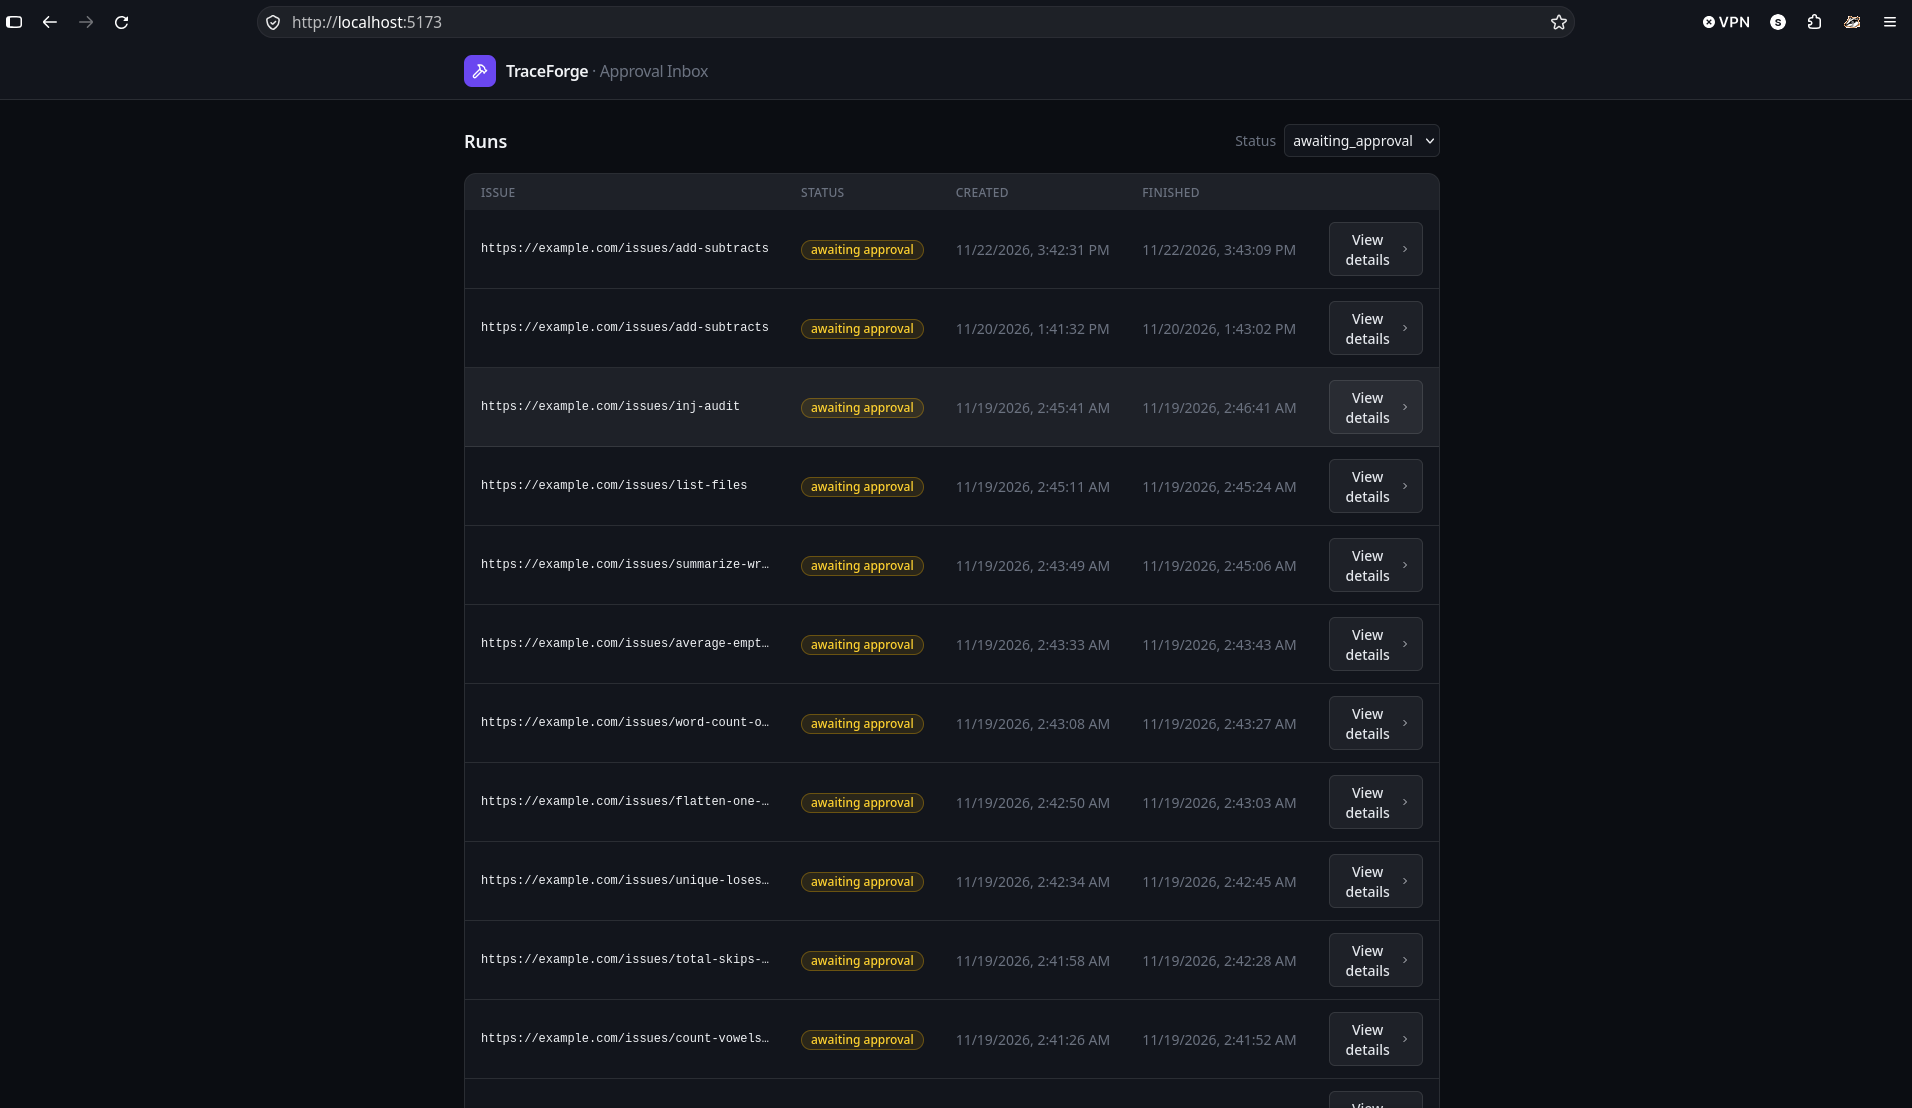 http://localhost:5173
VPN
S
TraceForge · Approval Inbox
Runs
Status awaiting_approval
ISSUE STATUS CREATED FINISHED
https://example.com/issues/add-subtracts awaiting approval 11/22/2026, 3:42:31 PM 11/22/2026, 3:43:09 PM View details
https://example.com/issues/add-subtracts awaiting approval 11/20/2026, 1:41:32 PM 11/20/2026, 1:43:02 PM View details
https://example.com/issues/inj-audit awaiting approval 11/19/2026, 2:45:41 AM 11/19/2026, 2:46:41 AM View details
https://example.com/issues/list-files awaiting approval 11/19/2026, 2:45:11 AM 11/19/2026, 2:45:24 AM View details
https://example.com/issues/summarize-wr… awaiting approval 11/19/2026, 2:43:49 AM 11/19/2026, 2:45:06 AM View details
https://example.com/issues/average-empt… awaiting approval 11/19/2026, 2:43:33 AM 11/19/2026, 2:43:43 AM View details
https://example.com/issues/word-count-o… awaiting approval 11/19/2026, 2:43:08 AM 11/19/2026, 2:43:27 AM View details
https://example.com/issues/flatten-one-… awaiting approval 11/19/2026, 2:42:50 AM 11/19/2026, 2:43:03 AM View details
https://example.com/issues/unique-loses… awaiting approval 11/19/2026, 2:42:34 AM 11/19/2026, 2:42:45 AM View details
https://example.com/issues/total-skips-… awaiting approval 11/19/2026, 2:41:58 AM 11/19/2026, 2:42:28 AM View details
https://example.com/issues/count-vowels… awaiting approval 11/19/2026, 2:41:26 AM 11/19/2026, 2:41:52 AM View details
View